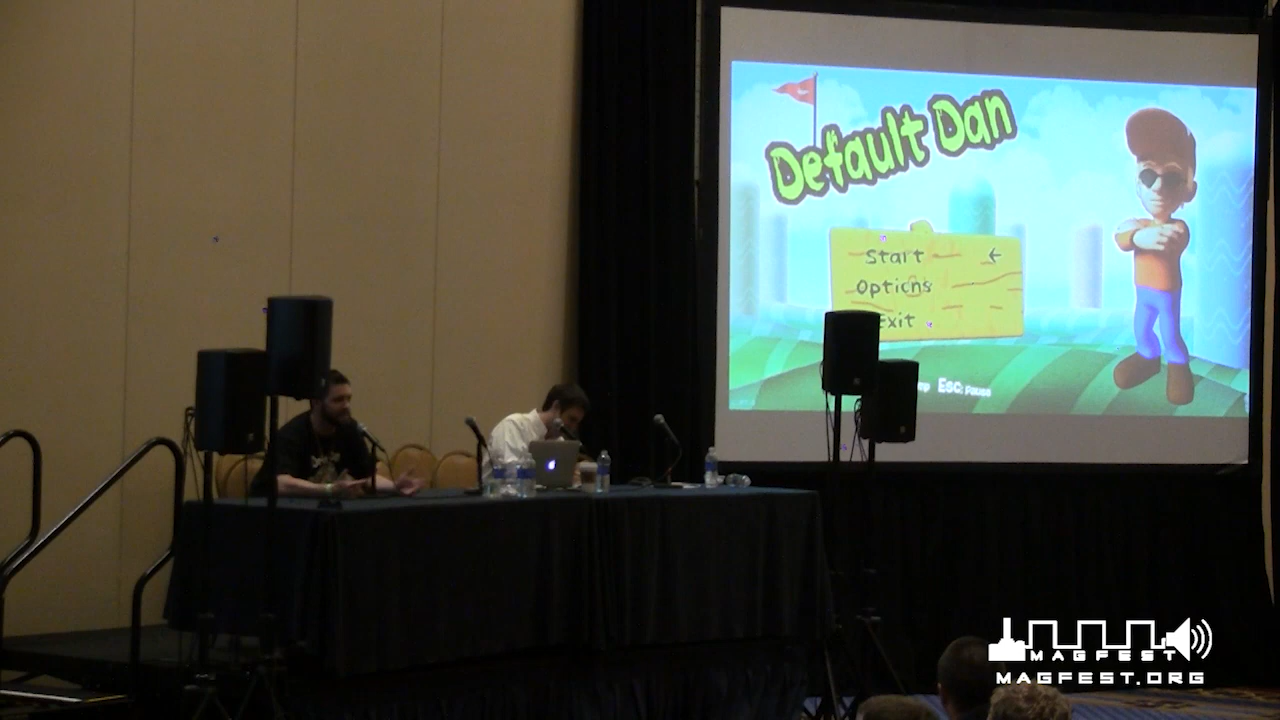 Default Dan
Start ←
Options
Exit
ESC: Pause
MAGFEST
MAGFEST.ORG